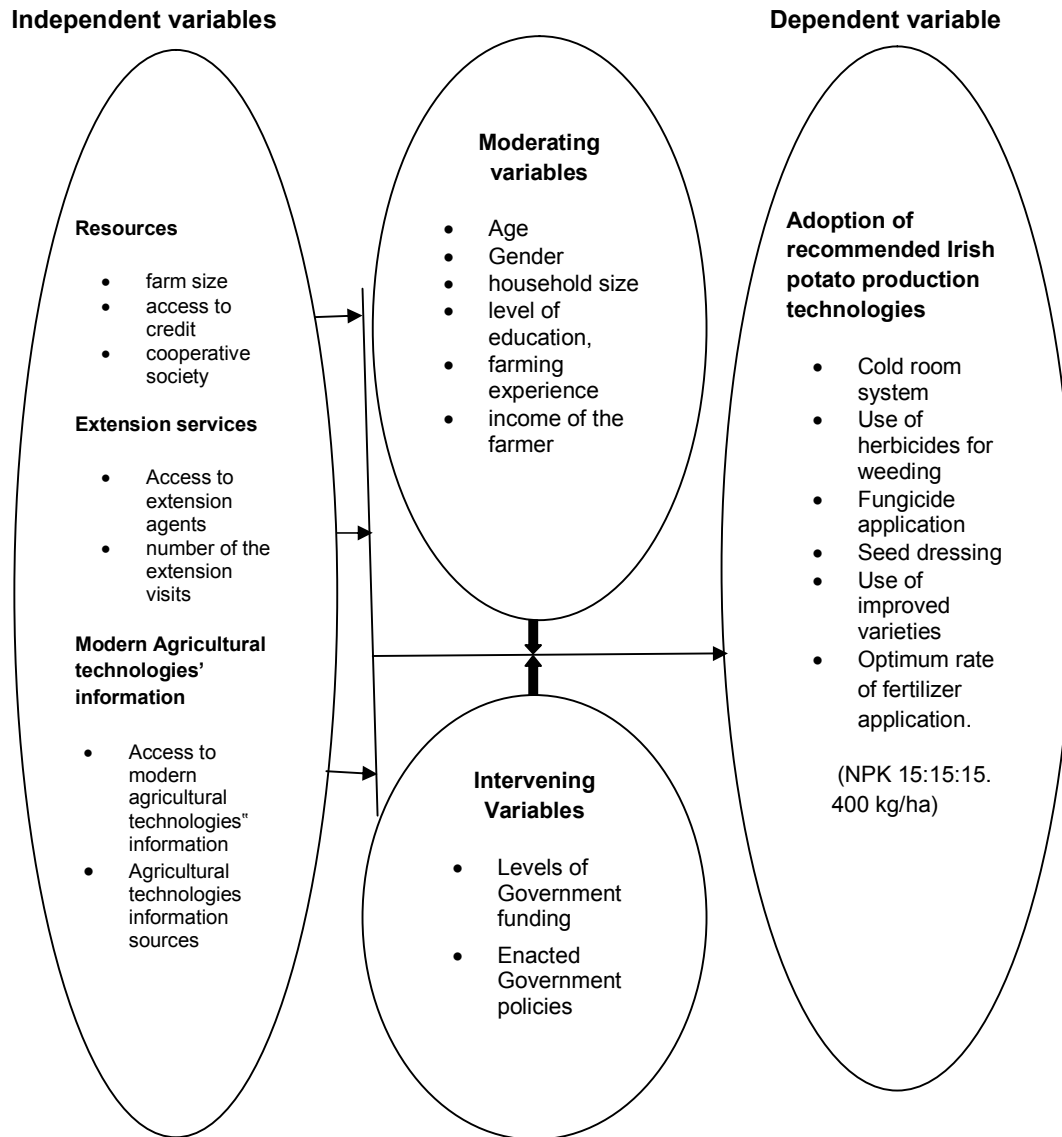 Independent variables
Resources
• farm size
• access to
credit
• cooperative
society
Extension services
• Access to
extension
agents
• number of the
extension
visits
Modern Agricultural
technologies’
information
• Access to
modern
agricultural
technologies‟
information
• Agricultural
technologies
information
sources
Moderating
variables
• Age
• Gender
• household size
• level of
education,
• farming
experience
• income of the
farmer
Intervening
Variables
• Levels of
Government
funding
• Enacted
Government
policies
Dependent variable
Adoption of
recommended Irish
potato production
technologies
• Cold room
system
• Use of
herbicides for
weeding
• Fungicide
application
• Seed dressing
• Use of
improved
varieties
• Optimum rate
of fertilizer
application.
(NPK 15:15:15.
400 kg/ha)